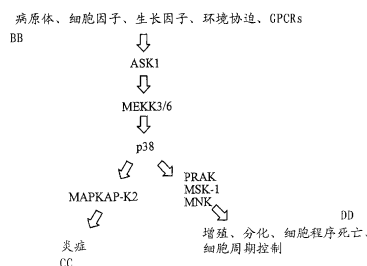 病原体、细胞因子、生长因子、环境协迫、GPCRs
BB
ASK1
MEKK3/6
p38
MAPKAP-K2
PRAK
MSK-1
MNK
DD
炎症
CC
增殖、分化、细胞程序死亡、
细胞周期控制